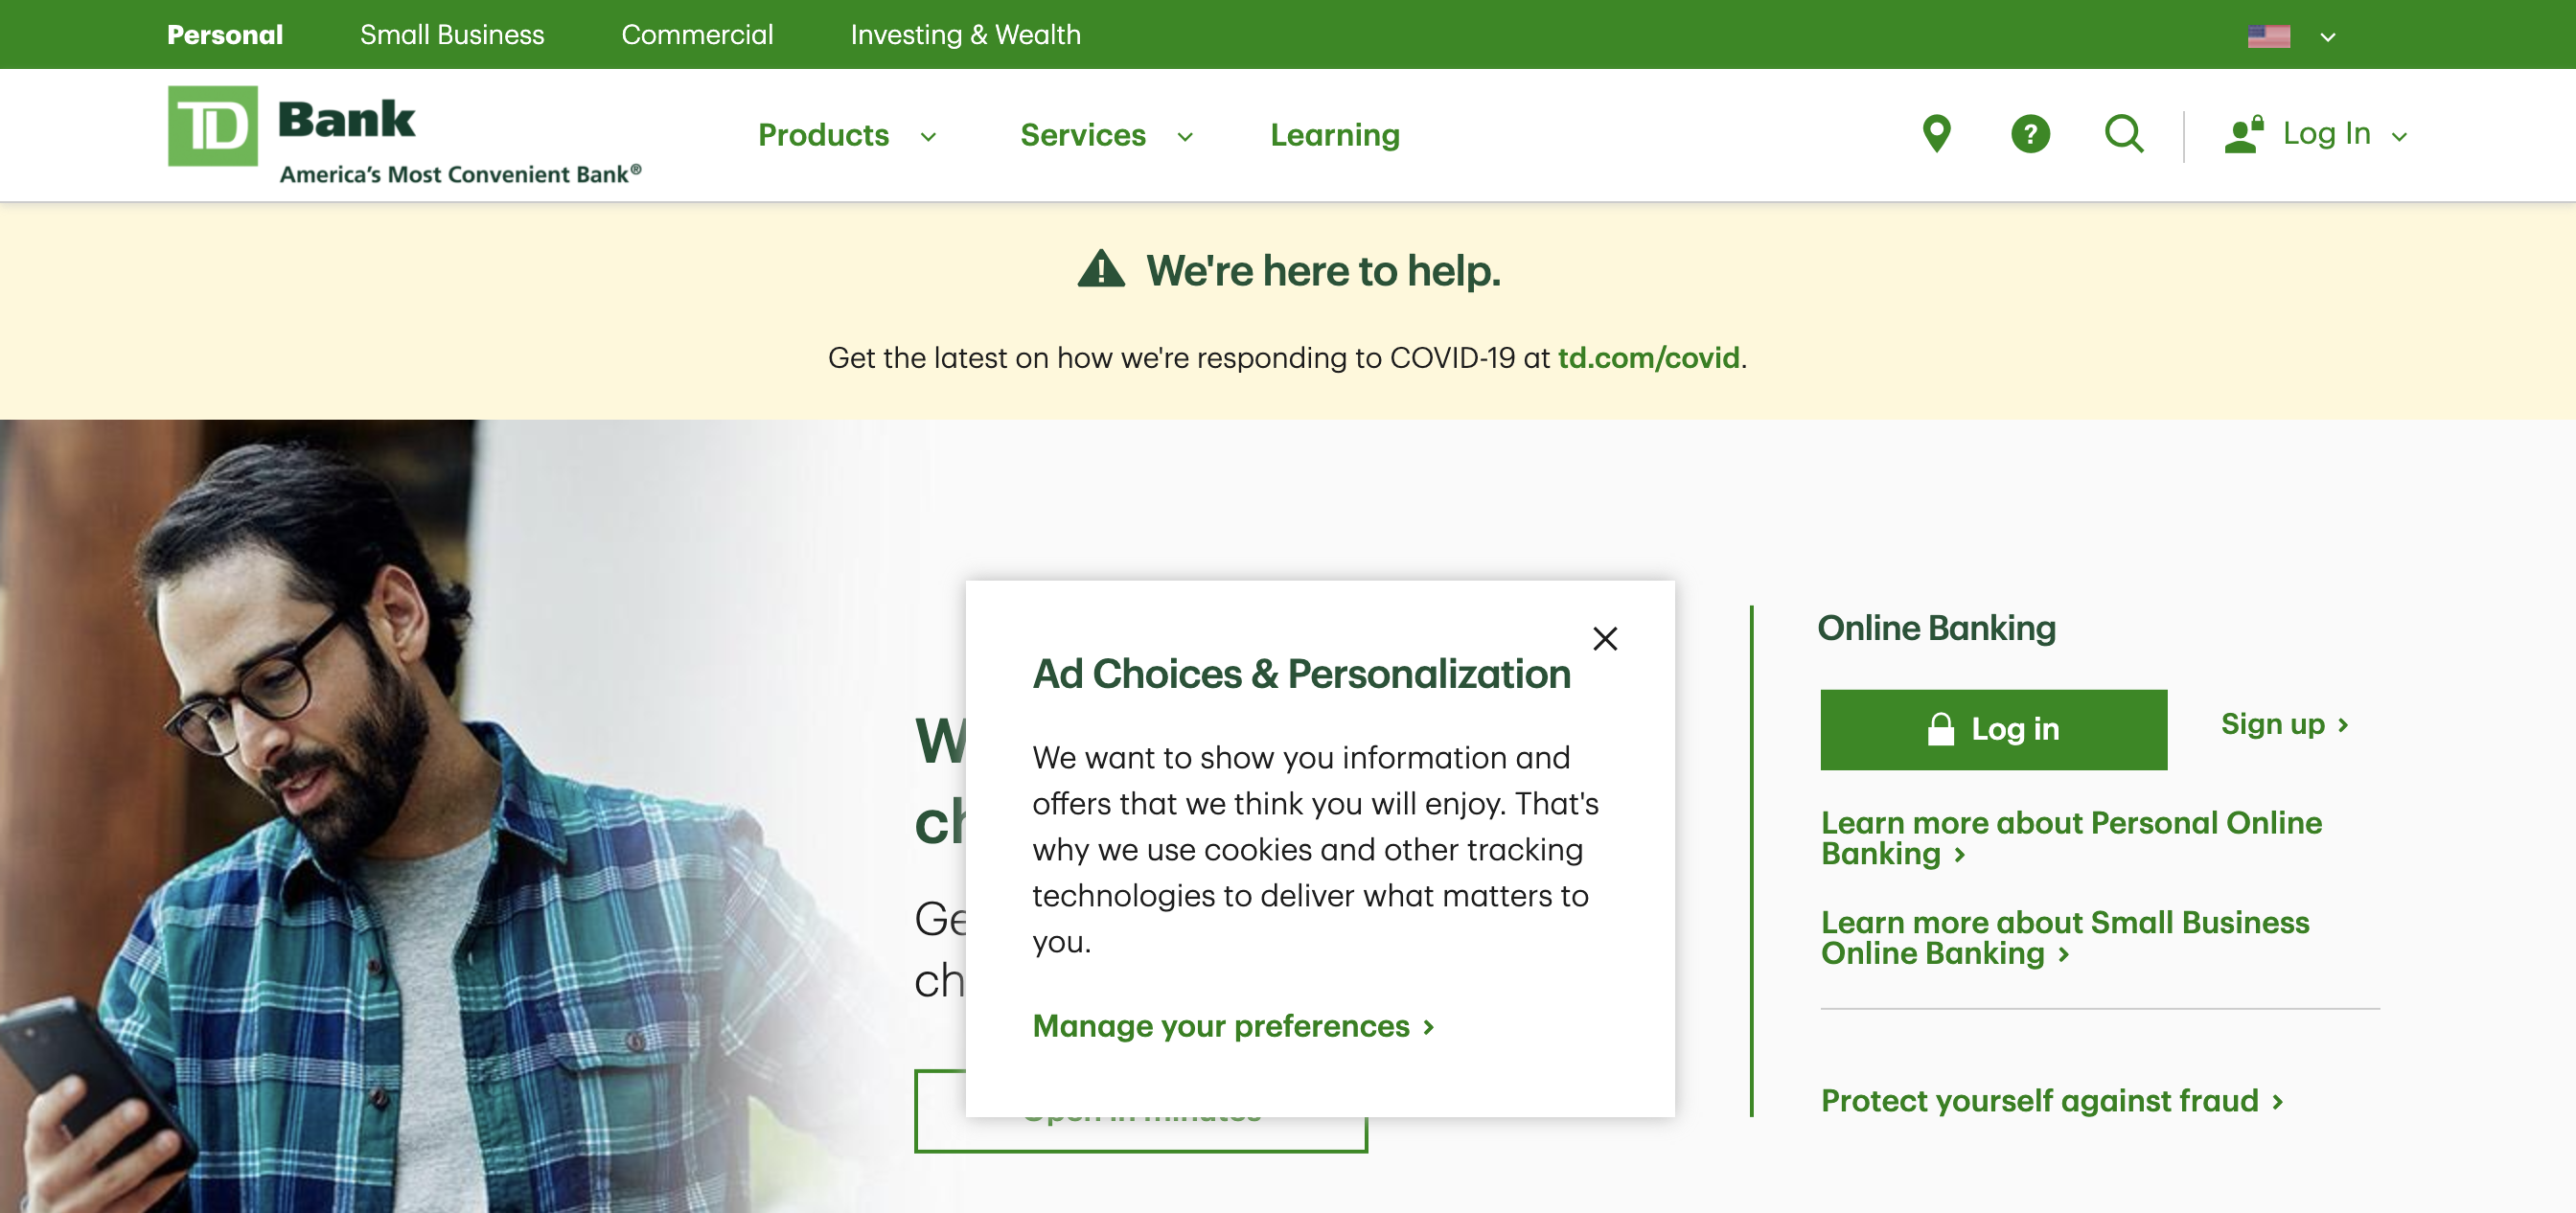 Personal Small Business Commercial Investing & Wealth
TD Bank
America's Most Convenient Bank®
Products Services Learning
? Log In
We're here to help.
Get the latest on how we're responding to COVID-19 at td.com/covid.
Ad Choices & Personalization
We want to show you information and
offers that we think you will enjoy. That's
why we use cookies and other tracking
technologies to deliver what matters to
you.
Manage your preferences
Open in minutes
Online Banking
Log in Sign up
Learn more about Personal Online
Banking
Learn more about Small Business
Online Banking
Protect yourself against fraud